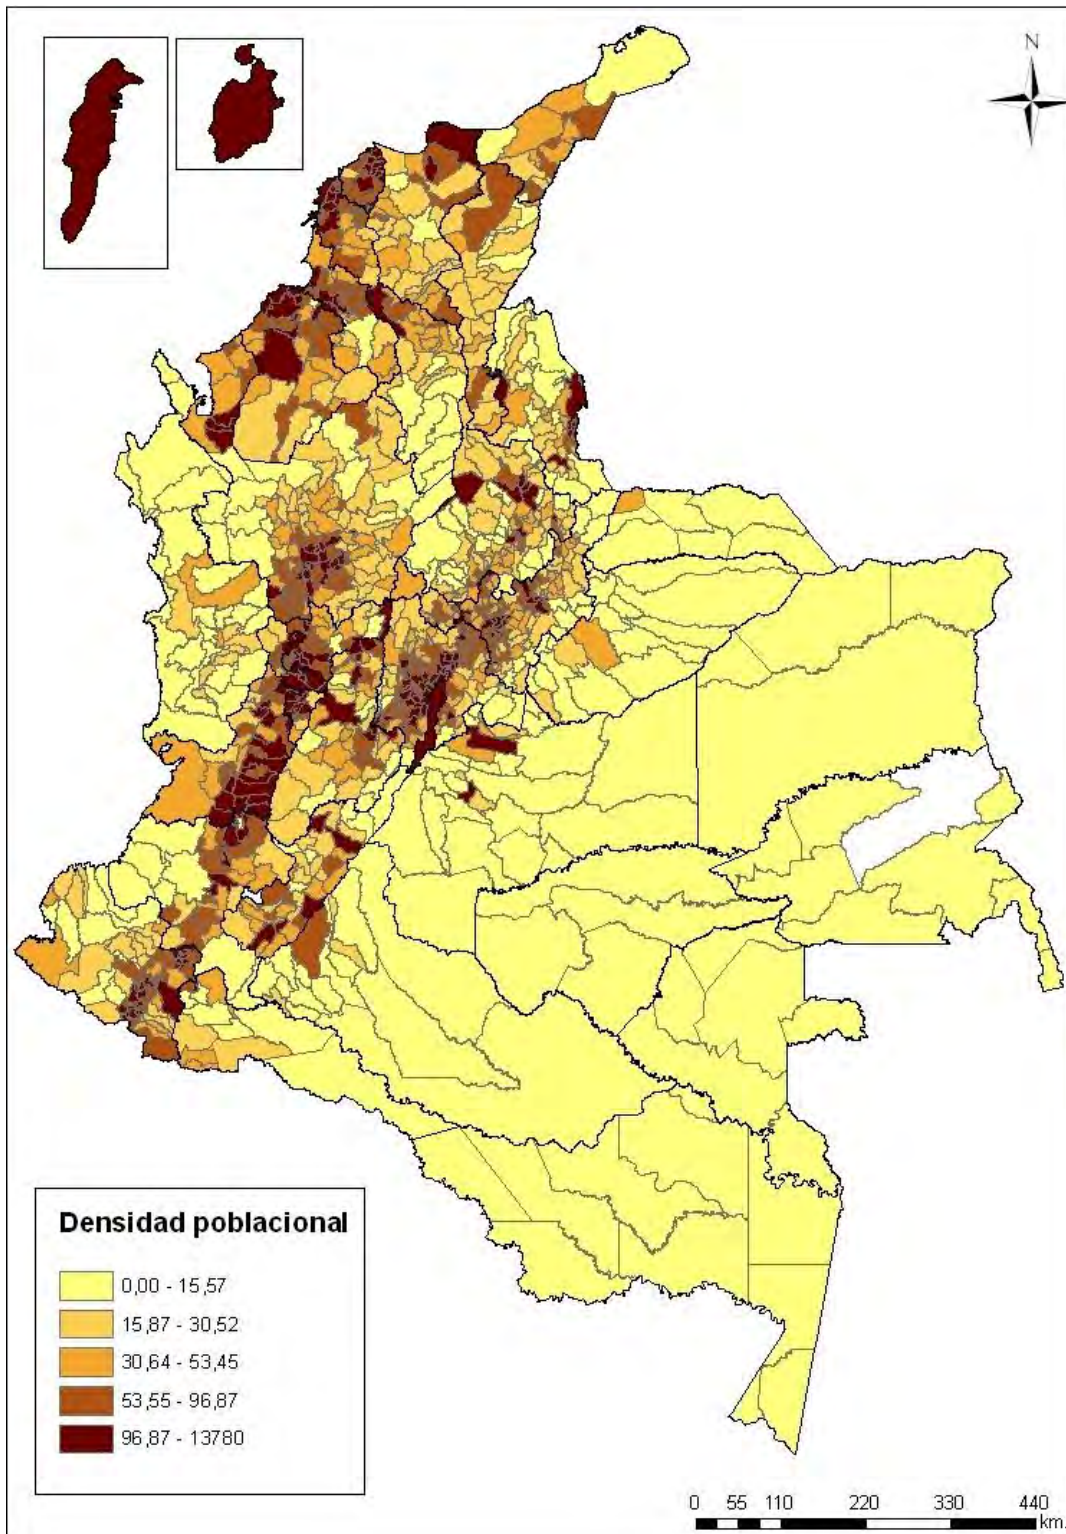 N
Densidad poblacional
0,00 - 15,57
15,87 - 30,52
30,64 - 53,45
53,55 - 96,87
96,87 - 13780
0 55 110 220 330 440
km.